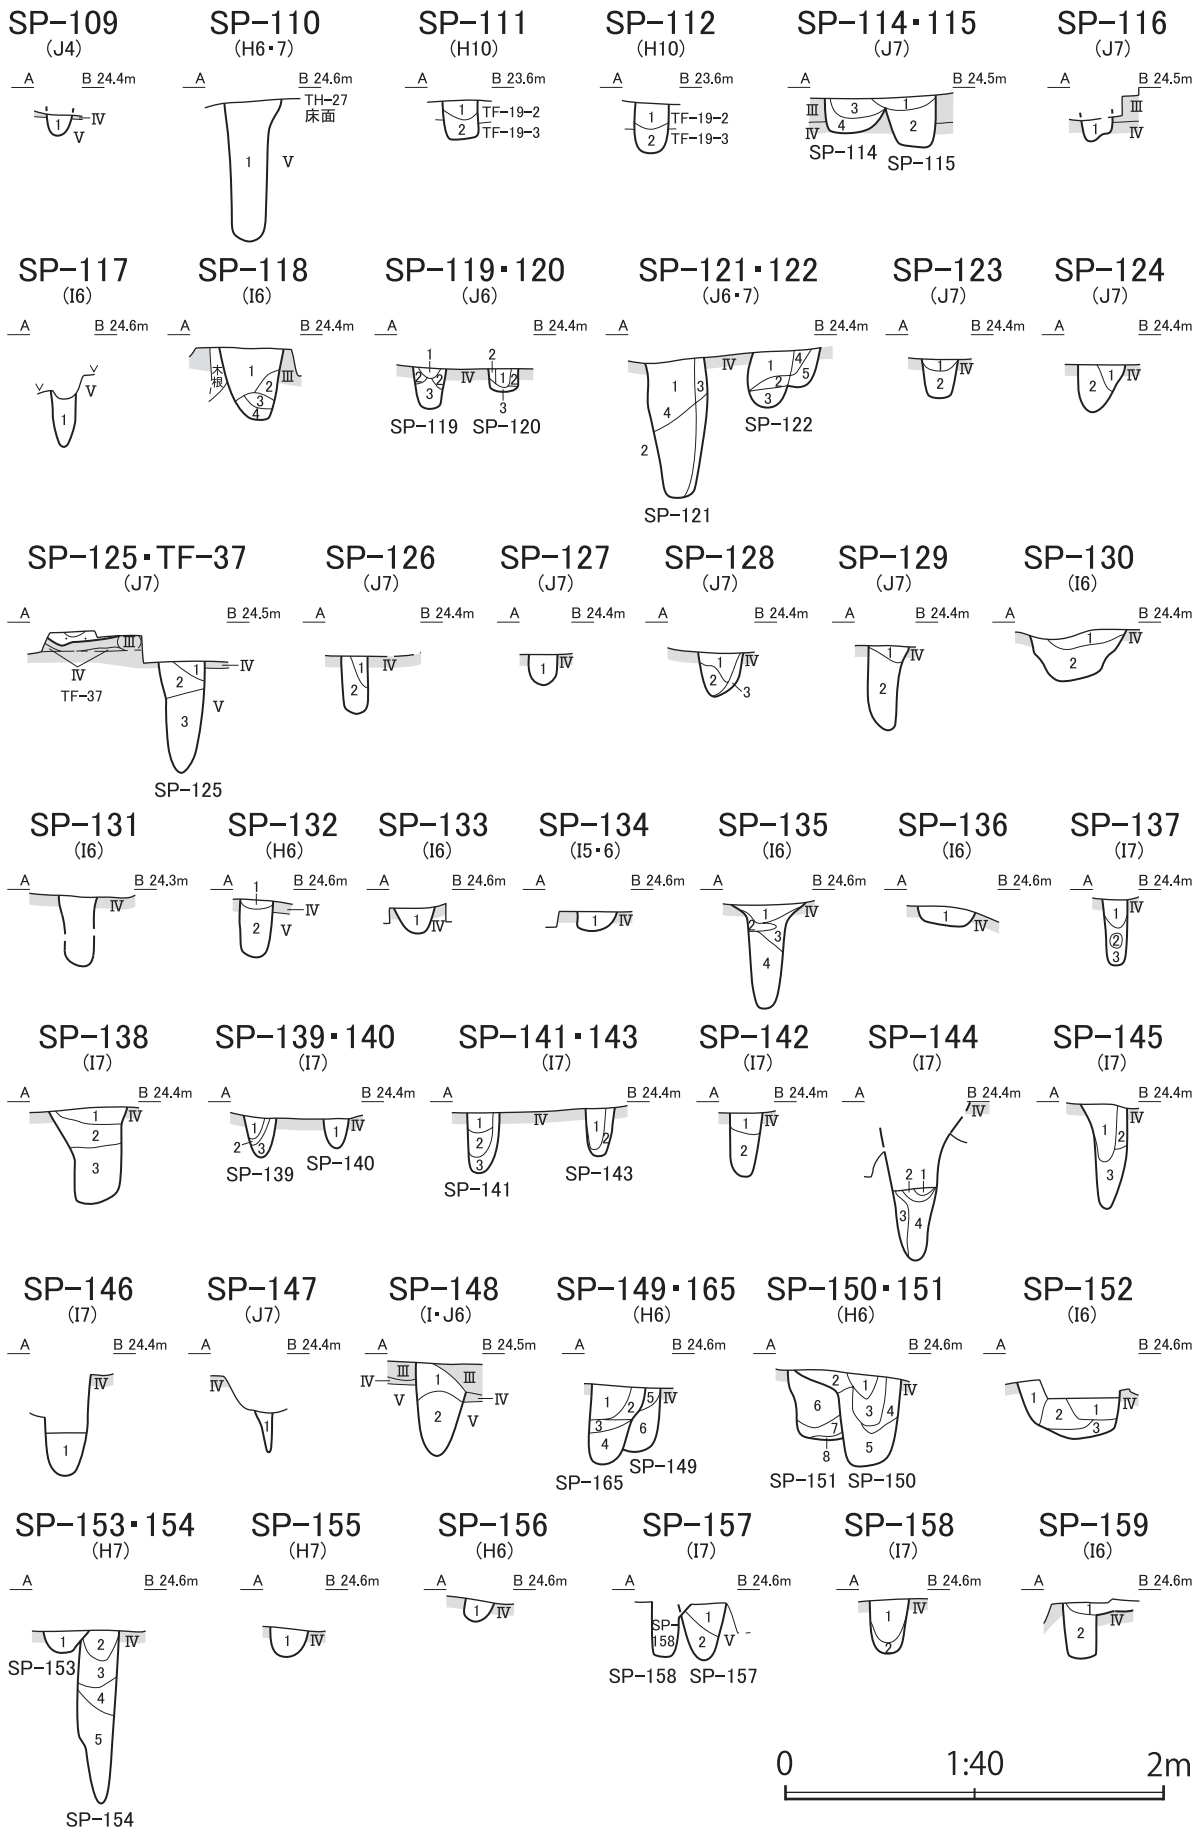 SP-109 SP-110 SP-111 SP-112 SP-114・115 SP-116
(J4) (H6・7) (H10) (H10) (J7) (J7)
A B 24.4m A B 24.6m A B 23.6m A B 23.6m A B 24.5m A B 24.5m
1 IV V
TH-27
床面
1 V
1 TF-19-2
2 TF-19-3
1 TF-19-2
2 TF-19-3
III 3 1
IV 4 2
SP-114 SP-115
III
1 IV
SP-117 SP-118 SP-119・120 SP-121・122 SP-123 SP-124
(I6) (I6) (J6) (J6・7) (J7) (J7)
A B 24.6m A B 24.4m A B 24.4m A B 24.4m A B 24.4m A B 24.4m
V
1
木根
1 III
2
3
4
1 2
2 2 IV 1 2
3 3
SP-119 SP-120
1 3 IV 1 4
4 2 5
2 3
SP-122
SP-121
1 IV
2
1 IV
2
SP-125・TF-37 SP-126 SP-127 SP-128 SP-129 SP-130
(J7) (J7) (J7) (J7) (J7) (I6)
A B 24.5m A B 24.4m A B 24.4m A B 24.4m A B 24.4m A B 24.4m
III
IV
TF-37
1 IV
2
V
3
SP-125
1 IV
2
1 IV
1 IV
2
3
1 IV
2
1 IV
2
SP-131 SP-132 SP-133 SP-134 SP-135 SP-136 SP-137
(I6) (H6) (I6) (I5・6) (I6) (I6) (I7)
A B 24.3m A B 24.6m A B 24.6m A B 24.6m A B 24.6m A B 24.4m A B 24.4m
IV
1
IV
2 V
1 IV
1 IV
1 IV
2 3
4
1 IV
1 IV
2
3
SP-138 SP-139・140 SP-141・143 SP-142 SP-144 SP-145
(I7) (I7) (I7) (I7) (I7) (I7)
A B 24.4m A B 24.4m A B 24.4m A B 24.4m A B 24.4m A B 24.4m
1 IV
2
3
1 1 IV
2 3
SP-139 SP-140
1 IV 1
2 2
3
SP-141 SP-143
1 IV
2
IV
2 1
3 4
1 IV
2
3
SP-146 SP-147 SP-148 SP-149・165 SP-150・151 SP-152
(I7) (J7) (I・J6) (H6) (H6) (I6)
A B 24.4m A B 24.4m A B 24.5m A B 24.6m A B 24.6m A B 24.6m
IV
1
IV
1
III III
IV 1 IV
V 2 V
1 2 5 IV
3 6
4
SP-149
SP-165
2 1 IV
6 3 4
7
8 5
SP-151 SP-150
1 IV
2 1
3
SP-153・154 SP-155 SP-156 SP-157 SP-158 SP-159
(H7) (H7) (H6) (I7) (I7) (I6)
A B 24.6m A B 24.6m A B 24.6m A B 24.6m A B 24.6m A B 24.6m
1 2 IV
SP-153
3
4
5
SP-154
1 IV
1 IV
SP-
158
1
2 V
SP-158 SP-157
1 IV
2
1 IV
2
0 1:40 2m